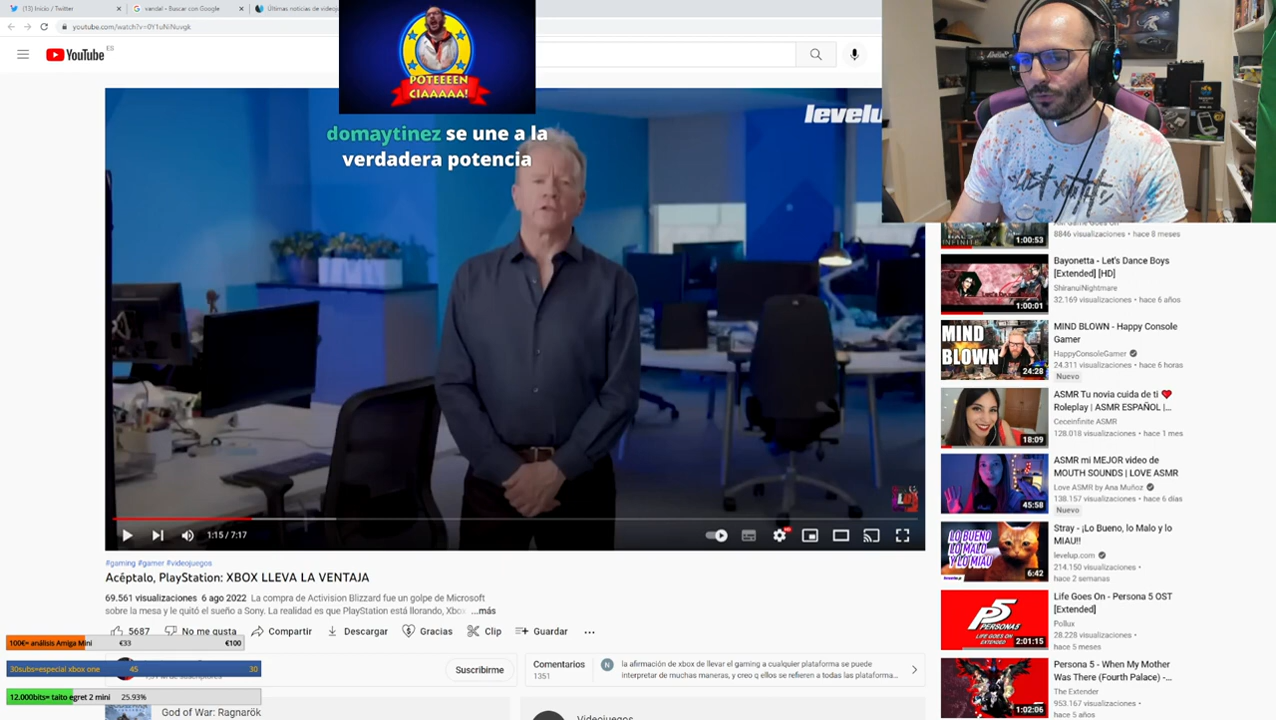 (13) Inicio / Twitter
vandal - Buscar con Google
Últimas noticias de videoj
youtube.com/watch?v=0Y1uNiNuvgk
YouTube
ES
POTEEEEN
CIAAAAA!
levelu
domaytinez se une a la
verdadera potencia
1:15 / 7:17
#gaming #gamer #videojuegos
Acéptalo, PlayStation: XBOX LLEVA LA VENTAJA
69.561 visualizaciones 6 ago 2022 La compra de Activision Blizzard fue un golpe de Microsoft
sobre la mesa y le quitó el sueño a Sony. La realidad es que PlayStation está llorando, Xbox ...más
5687
No me gusta
Compartir
Descargar
Gracias
Clip
Guardar
100€= análisis Amiga Mini €33 €100
30subs=especial xbox one 45 30
12.000bits= taito egret 2 mini 25.93%
Suscribirme
Comentarios
1351
N
la afirmación de xbox de llevar el gaming a cualquier plataforma se puede
interpretar de muchas maneras, y creo q ellos se refieren a todas las plataforma...
God of War: Ragnarök
Videojuegos
8846 visualizaciones • hace 8 meses
1:00:53
Bayonetta - Let's Dance Boys
[Extended] [HD]
ShiranuiNightmare
32.169 visualizaciones • hace 6 años
1:00:01
MIND
BLOWN
24:28
MIND BLOWN - Happy Console
Gamer
HappyConsoleGamer
24.311 visualizaciones • hace 6 horas
Nuevo
ASMR Tu novia cuida de ti ❤️
Roleplay | ASMR ESPAÑOL |...
Ceceinfinite ASMR
128.018 visualizaciones • hace 1 mes
18:09
ASMR mi MEJOR video de
MOUTH SOUNDS | LOVE ASMR
Love ASMR by Ana Muñoz
138.157 visualizaciones • hace 6 días
Nuevo
45:58
LO BUENO
LO MALO
Y LO MIAU
6:42
Stray - ¡Lo Bueno, lo Malo y lo
MIAU!!
levelup.com
214.150 visualizaciones •
hace 2 semanas
P5
2:01:15
Life Goes On - Persona 5 OST
[Extended]
Pollux
28.228 visualizaciones •
hace 5 meses
1:02:06
Persona 5 - When My Mother
Was There (Fourth Palace) -...
The Extender
953.167 visualizaciones •
hace 5 años